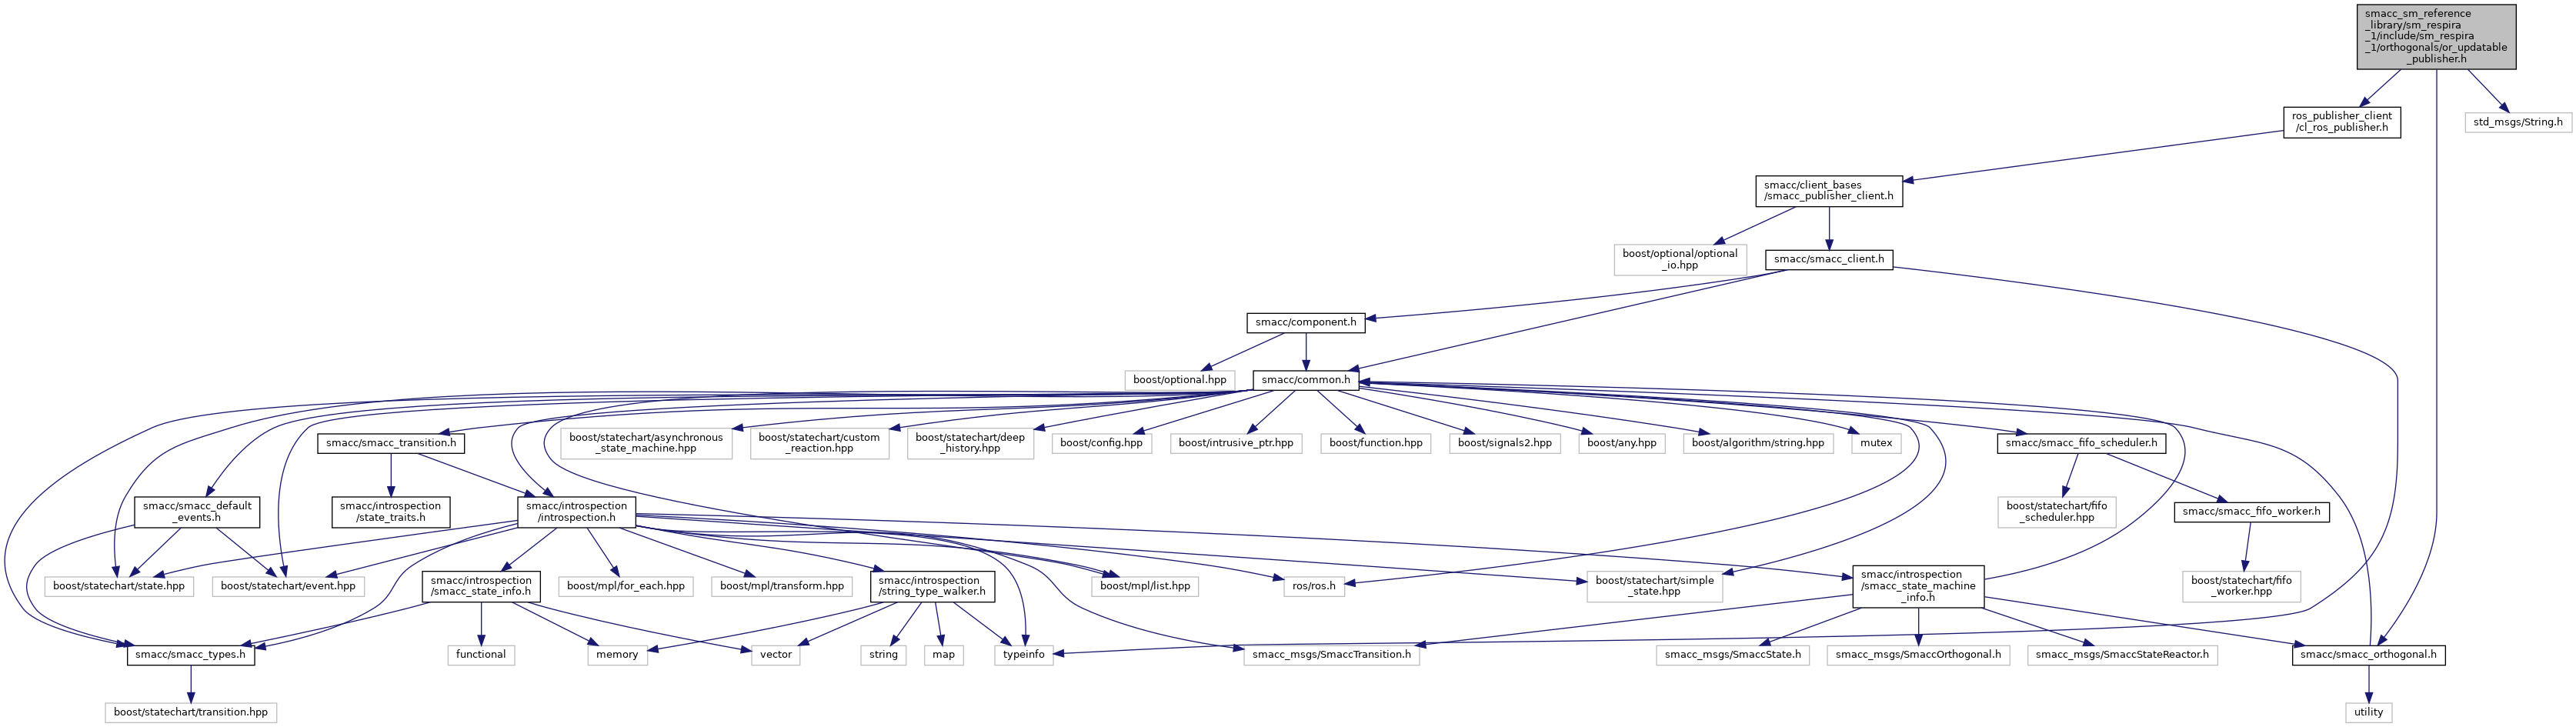 smacc_sm_reference
_library/sm_respira
_1/include/sm_respira
_1/orthogonals/or_updatable
_publisher.h
ros_publisher_client
/cl_ros_publisher.h
std_msgs/String.h
smacc/client_bases
/smacc_publisher_client.h
boost/optional/optional
_io.hpp
smacc/smacc_client.h
smacc/component.h
boost/optional.hpp
smacc/common.h
smacc/smacc_transition.h
boost/statechart/asynchronous
_state_machine.hpp
boost/statechart/custom
_reaction.hpp
boost/statechart/deep
_history.hpp
boost/config.hpp
boost/intrusive_ptr.hpp
boost/function.hpp
boost/signals2.hpp
boost/any.hpp
boost/algorithm/string.hpp
mutex
smacc/smacc_fifo_scheduler.h
smacc/smacc_default
_events.h
smacc/introspection
/state_traits.h
smacc/introspection
/introspection.h
boost/statechart/fifo
_scheduler.hpp
smacc/smacc_fifo_worker.h
boost/statechart/state.hpp
boost/statechart/event.hpp
smacc/introspection
/smacc_state_info.h
boost/mpl/for_each.hpp
boost/mpl/transform.hpp
smacc/introspection
/string_type_walker.h
boost/mpl/list.hpp
ros/ros.h
boost/statechart/simple
_state.hpp
smacc/introspection
/smacc_state_machine
_info.h
boost/statechart/fifo
_worker.hpp
smacc/smacc_types.h
functional
memory
vector
string
map
typeinfo
smacc_msgs/SmaccTransition.h
smacc_msgs/SmaccState.h
smacc_msgs/SmaccOrthogonal.h
smacc_msgs/SmaccStateReactor.h
smacc/smacc_orthogonal.h
boost/statechart/transition.hpp
utility